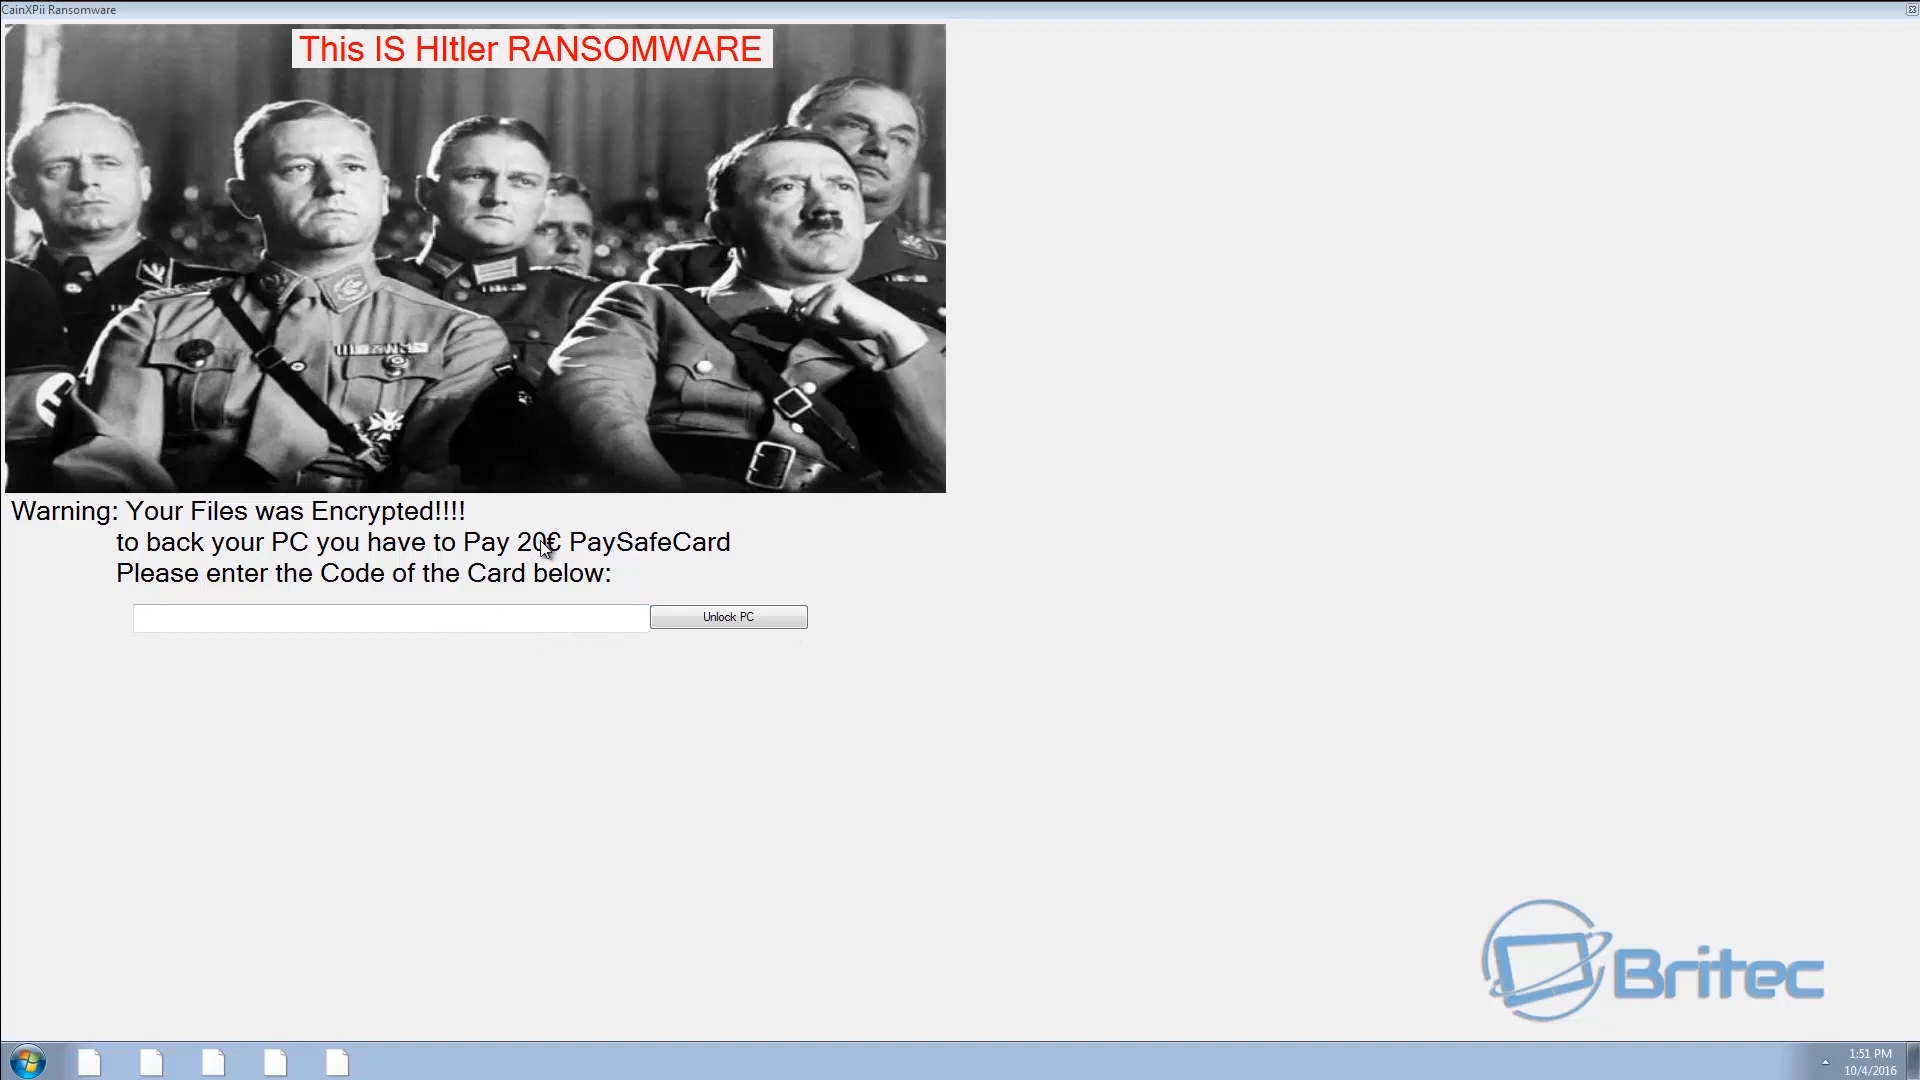 CainXPii Ransomware
This IS HItler RANSOMWARE
Warning: Your Files was Encrypted!!!!
to back your PC you have to Pay 20€ PaySafeCard
Please enter the Code of the Card below:
Unlock PC
Britec
1:51 PM
10/4/2016